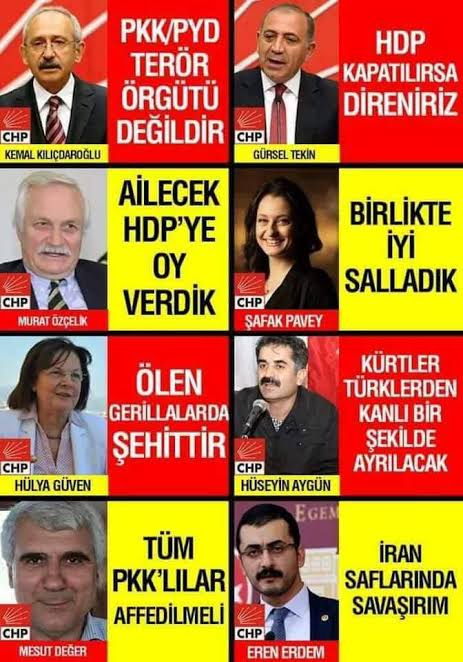 PKK/PYD
TERÖR
ÖRGÜTÜ
DEĞİLDİR
CHP
KEMAL KILIÇDAROĞLU
HDP
KAPATILIRSA
DİRENİRİZ
CHP
GÜRSEL TEKİN
AİLECEK
HDP'YE
OY
VERDİK
CHP
MURAT ÖZÇELİK
BİRLİKTE
İYİ
SALLADIK
CHP
ŞAFAK PAVEY
ÖLEN
GERİLLALARDA
ŞEHİTTİR
CHP
HÜLYA GÜVEN
KÜRTLER
TÜRKLERDEN
KANLI BİR
ŞEKİLDE
AYRILACAK
CHP
HÜSEYİN AYGÜN
TÜM
PKK'LILAR
AFFEDİLMELİ
CHP
MESUT DEĞER
EGEM
İRAN
SAFLARINDA
SAVAŞIRIM
CHP
EREN ERDEM